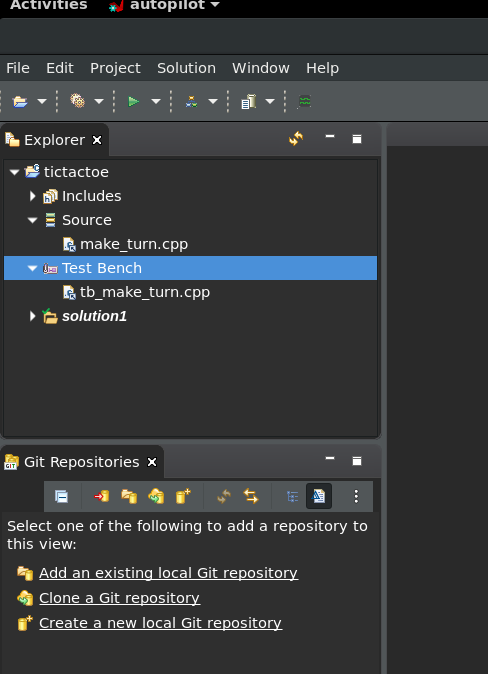 Activities autopilot
File Edit Project Solution Window Help
Explorer
tictactoe
Includes
Source
make_turn.cpp
Test Bench
tb_make_turn.cpp
solution1
Git Repositories
Select one of the following to add a repository to
this view:
Add an existing local Git repository
Clone a Git repository
Create a new local Git repository